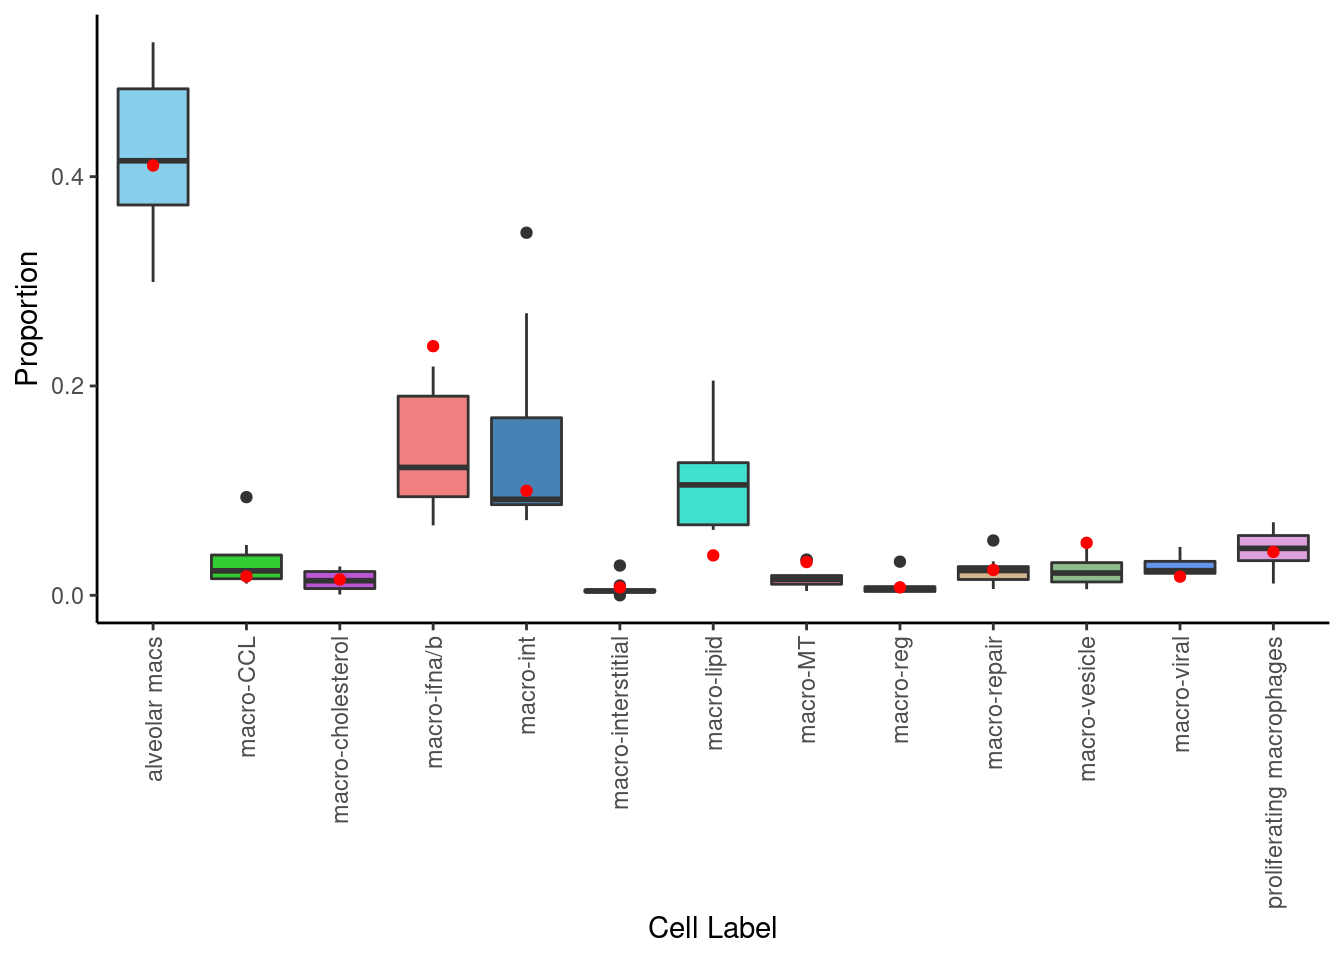 Proportion
0.4
0.2
0.0
alveolar macs
macro-CCL
macro-cholesterol
macro-ifna/b
macro-int
macro-interstitial
macro-lipid
macro-MT
macro-reg
macro-repair
macro-vesicle
macro-viral
proliferating macrophages
Cell Label